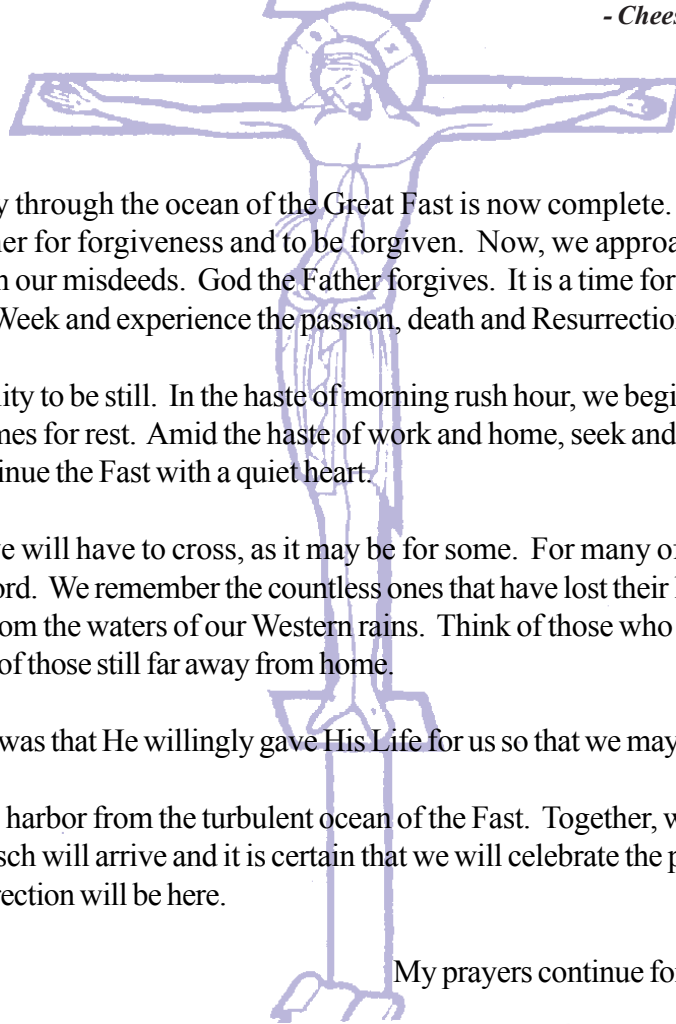 - Chees
y through the ocean of the Great Fast is now complete.
her for forgiveness and to be forgiven. Now, we approa
n our misdeeds. God the Father forgives. It is a time for
Week and experience the passion, death and Resurrection
lity to be still. In the haste of morning rush hour, we begi
mes for rest. Amid the haste of work and home, seek and
tinue the Fast with a quiet heart.
ve will have to cross, as it may be for some. For many of
ord. We remember the countless ones that have lost their
om the waters of our Western rains. Think of those who
of those still far away from home.
was that He willingly gave His Life for us so that we may
harbor from the turbulent ocean of the Fast. Together, w
sch will arrive and it is certain that we will celebrate the p
rection will be here.
My prayers continue for